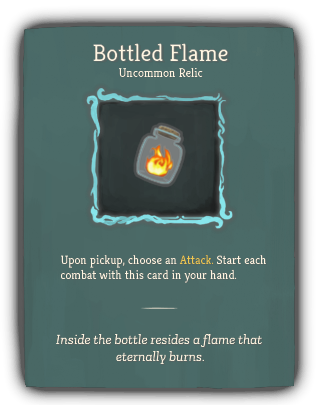 Bottled Flame
Uncommon Relic
Upon pickup, choose an Attack. Start each
combat with this card in your hand.
Inside the bottle resides a flame that
eternally burns.